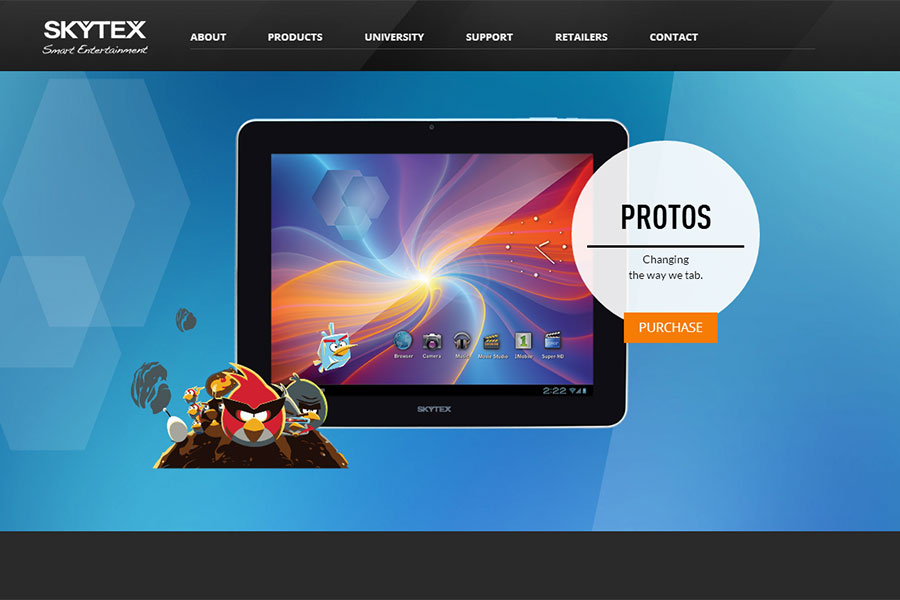 SKYTEX
Smart Entertainment
ABOUT PRODUCTS UNIVERSITY SUPPORT RETAILERS CONTACT
PROTOS
Changing
the way we tab.
PURCHASE
Browser Camera Music Movie Studio 1Mobile Super HD
2:22
SKYTEX